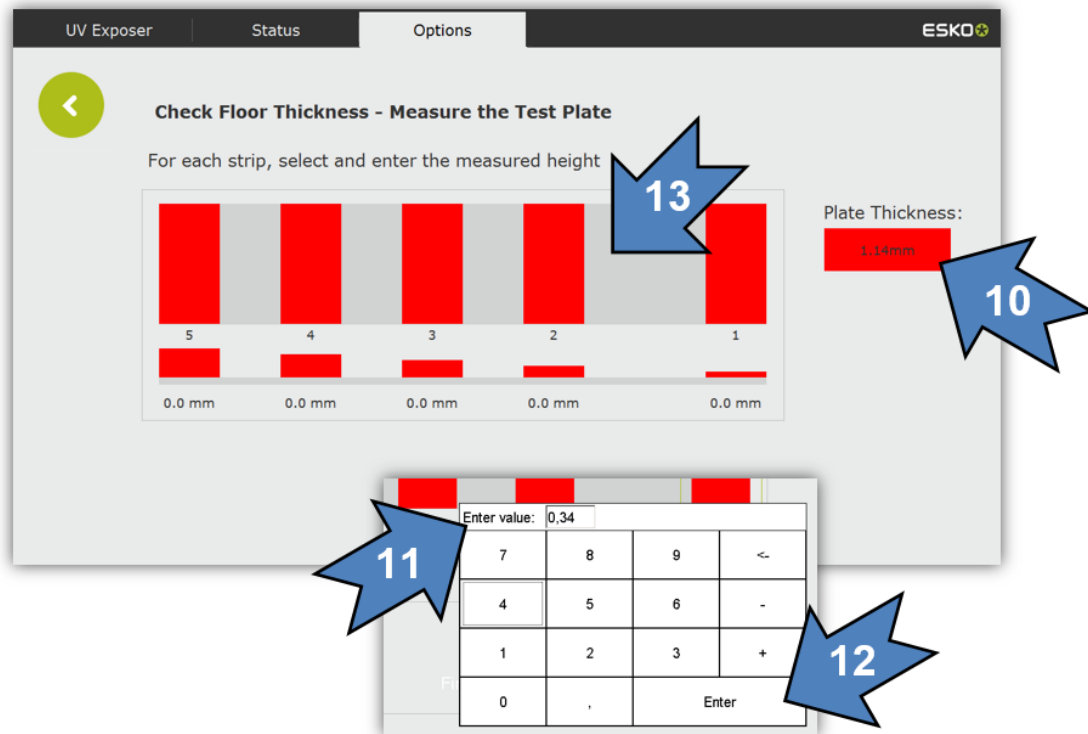 UV Exposer Status Options ESKO
Check Floor Thickness - Measure the Test Plate
For each strip, select and enter the measured height
13
Plate Thickness:
1.14mm
10
5 4 3 2 1
0.0 mm 0.0 mm 0.0 mm 0.0 mm 0.0 mm
11
Enter value: 0,34
7 8 9 <-
4 5 6 -
1 2 3 +
12
Fi
0 , Enter